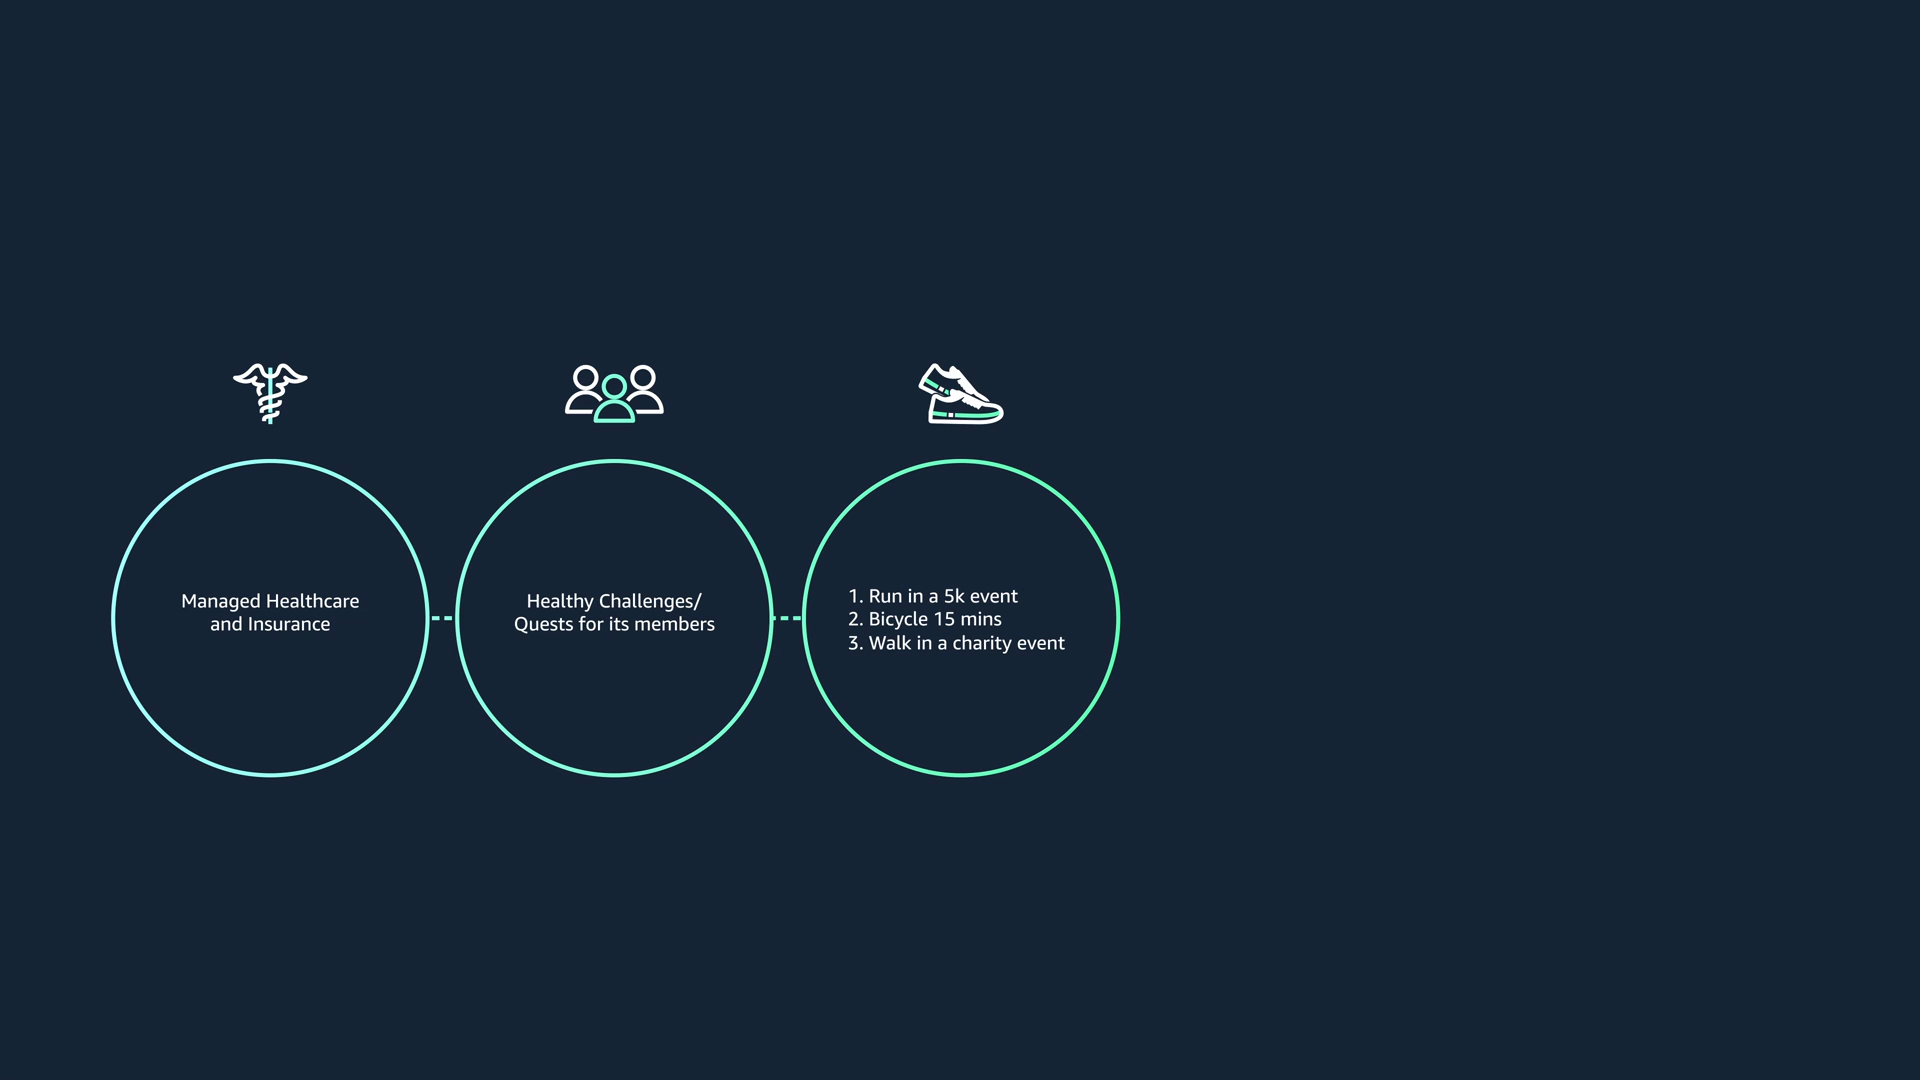 Managed Healthcare
and Insurance
Healthy Challenges/
Quests for its members
1. Run in a 5k event
2. Bicycle 15 mins
3. Walk in a charity event